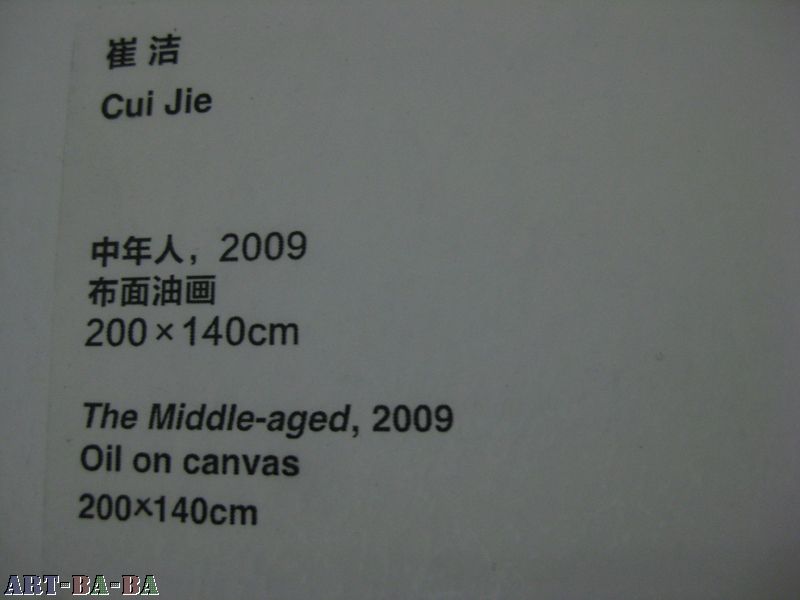 崔 洁
Cui Jie
中年人，2009
布面油画
200×140cm
The Middle-aged, 2009
Oil on canvas
200×140cm
ART-BA-BA